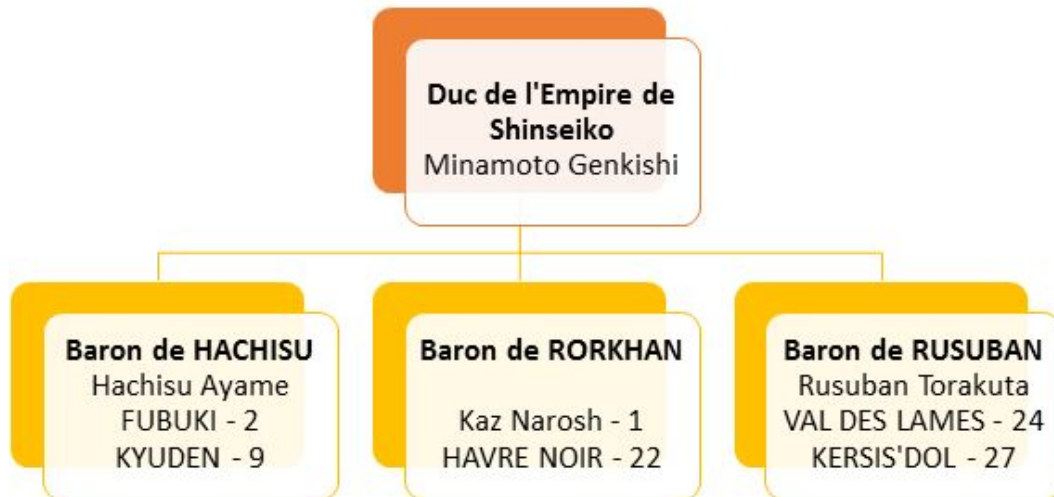 Duc de l'Empire de
Shinseiko
Minamoto Genkishi
Baron de HACHISU
Hachisu Ayame
FUBUKI - 2
KYUDEN - 9
Baron de RORKHAN
Kaz Narosh - 1
HAVRE NOIR - 22
Baron de RUSUBAN
Rusuban Torakuta
VAL DES LAMES - 24
KERSIS'DOL - 27